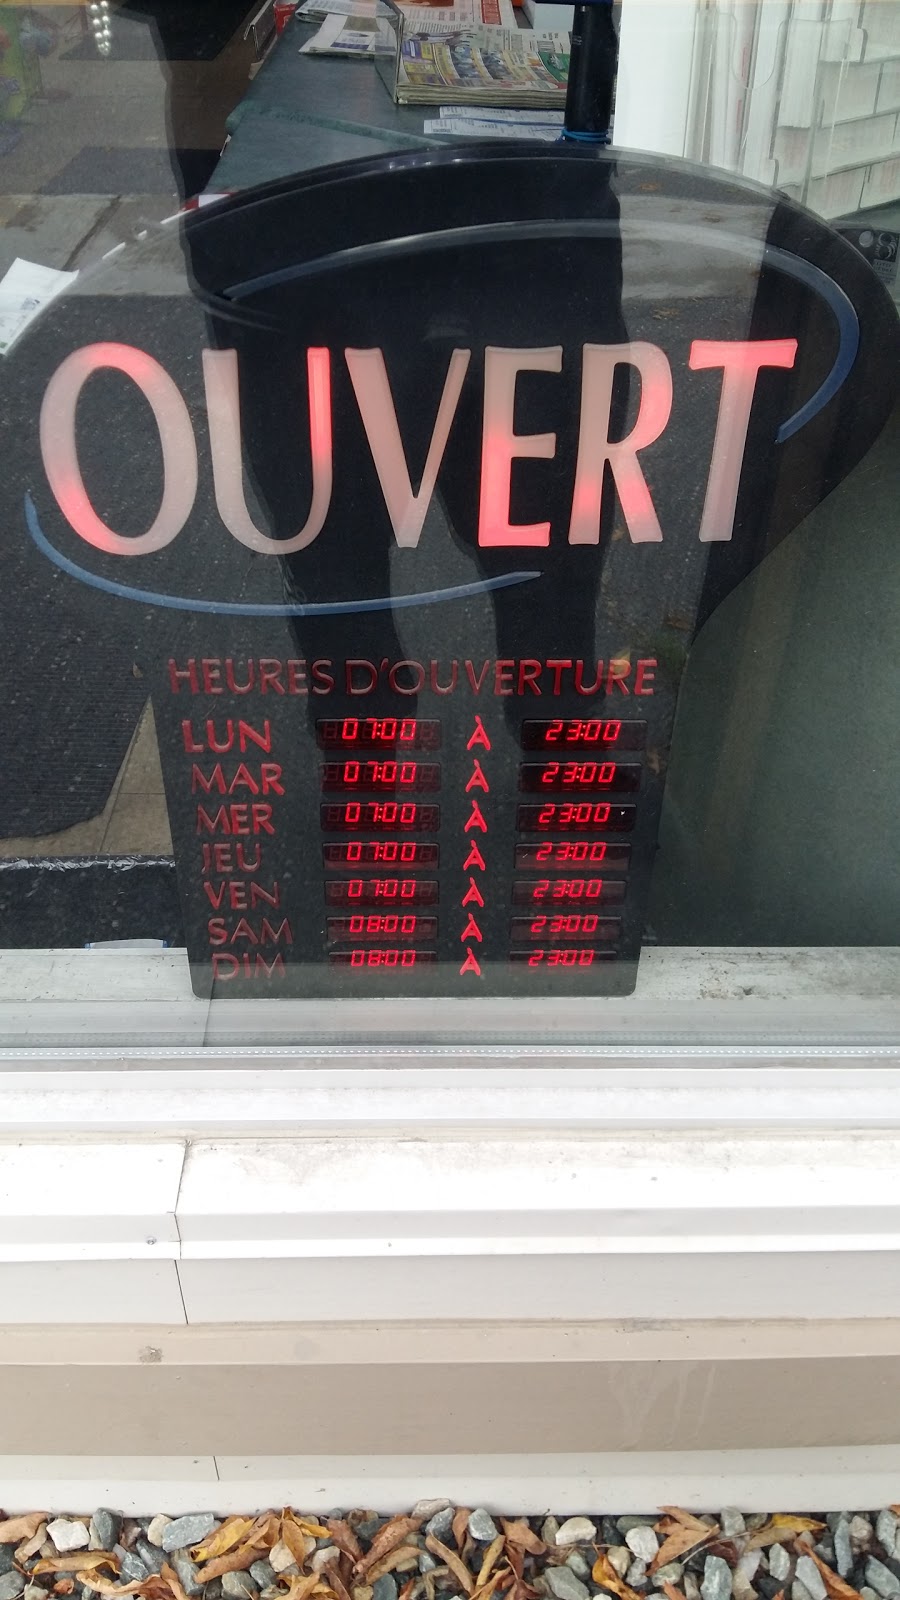 OUVERT
HEURES D'OUVERTURE
LUN 07:00 À 23:00
MAR 07:00 À 23:00
MER 07:00 À 23:00
JEU 07:00 À 23:00
VEN 07:00 À 23:00
SAM 08:00 À 23:00
DIM 08:00 À 23:00